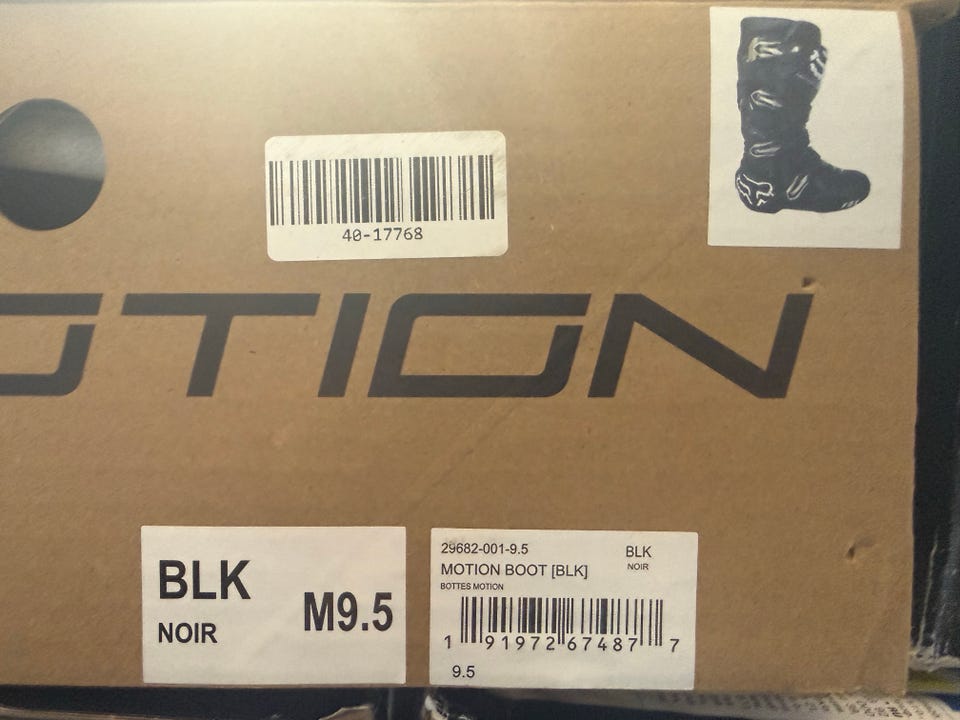 40-17768
OTION
BLK
NOIR
M9.5
29682-001-9.5
BLK
MOTION BOOT [BLK]
NOIR
BOTTES MOTION
1 91972 67487 7
9.5